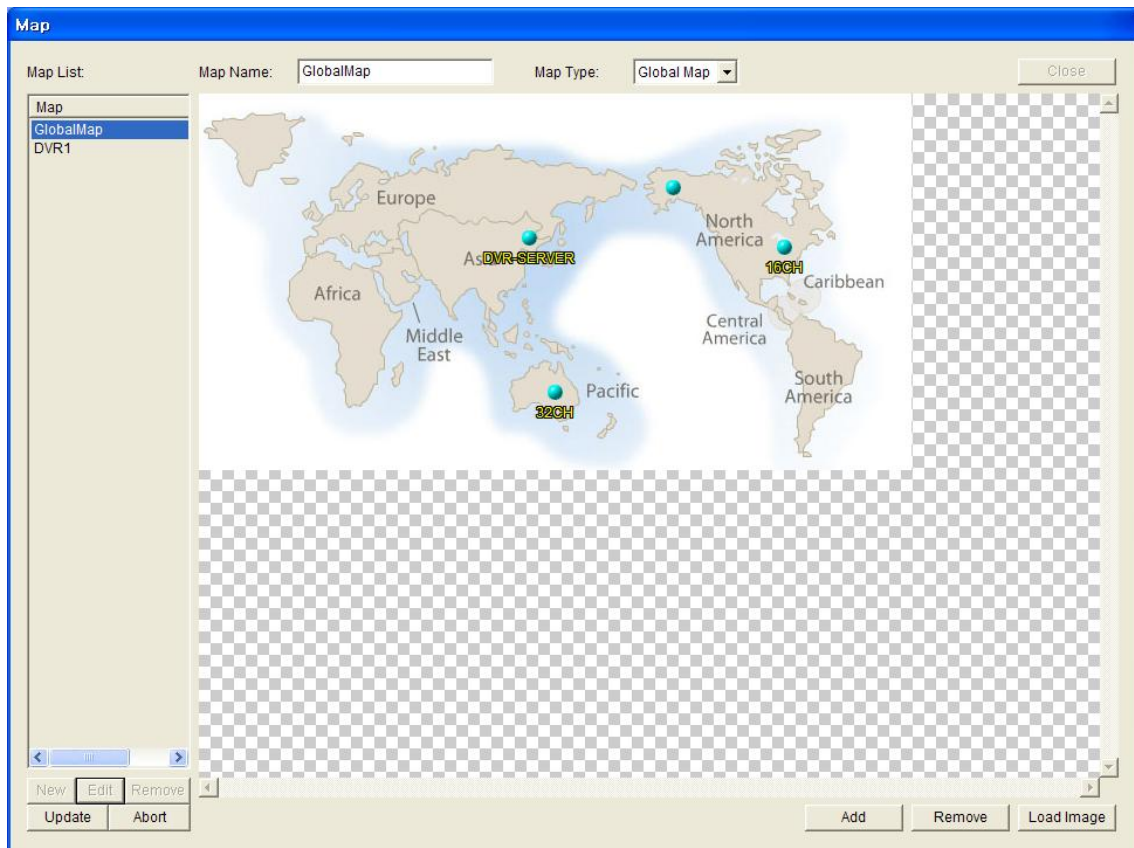 Map
Map List:
Map Name:
GlobalMap
Map Type:
Global Map
Close
Map
GlobalMap
DVR1
Europe
North
America
DVR-SERVER
16CH
Caribbean
Africa
Middle
East
Central
America
Pacific
South
America
32CH
New
Edit
Remove
Update
Abort
Add
Remove
Load Image